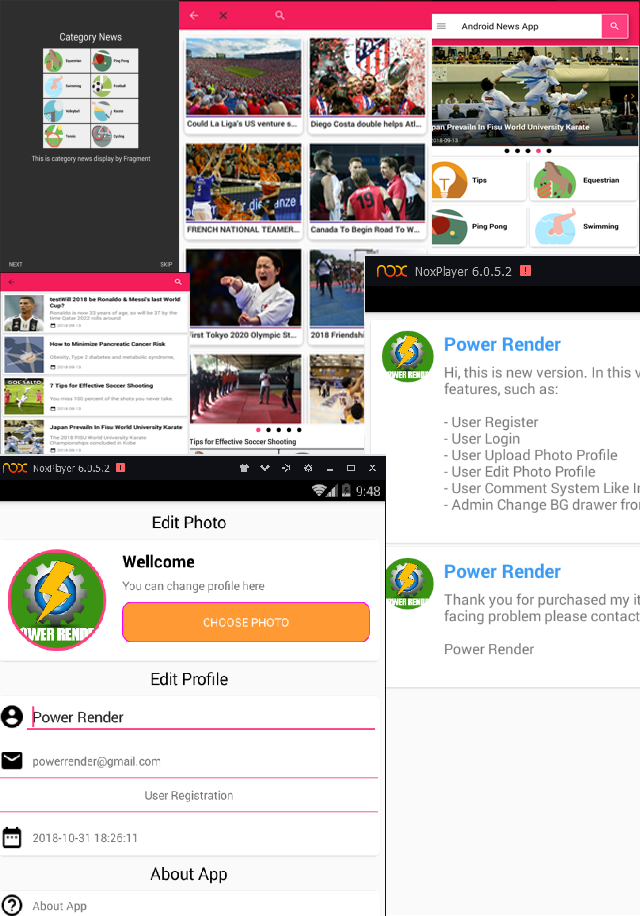 Category News
Equestrian
Ping Pong
Swimming
Football
Volleyball
Karate
Tennis
Cycling
This is category news display by Fragment
NEXT
SKIP
Could La Liga's US venture s...
Diego Costa double helps Atl...
FRENCH NATIONAL TEAMER...
Canada To Begin Road To W...
First Tokyo 2020 Olympic St...
2018 Friendshi
Tips for Effective Soccer Shooting
Android News App
pan Prevailn In Fisu World University Karate
2018-09-13
Tips
Equestrian
Ping Pong
Swimming
testWill 2018 be Ronaldo & Messi's last World
Cup?
Ronaldo is now 33 years of age, so will be 37 by the
time Qatar 2022 rolls around
2018-09-13
How to Minimize Pancreatic Cancer Risk
Obesity, Type 2 diabetes and metabolic syndrome,
2018-09-13
7 Tips for Effective Soccer Shooting
You miss 100 percent of the shots you never take.
2018-09-13
Japan Prevailn In Fisu World University Karate
The 2018 FISU World University Karate
Championships concluded in Kobe
2018-09-13
nox NoxPlayer 6.0.5.2
POWER RENDER
Power Render
Hi, this is new version. In this v
features, such as:
- User Register
- User Login
- User Upload Photo Profile
- User Edit Photo Profile
- User Comment System Like In
- Admin Change BG drawer fror
POWER RENDER
Power Render
Thank you for purchased my it
facing problem please contact
Power Render
nox NoxPlayer 6.0.5.2
9:48
Edit Photo
POWER RENDE
Wellcome
You can change profile here
CHOOSE PHOTO
Edit Profile
Power Render
powerrender@gmail.com
User Registration
2018-10-31 18:26:11
About App
About App